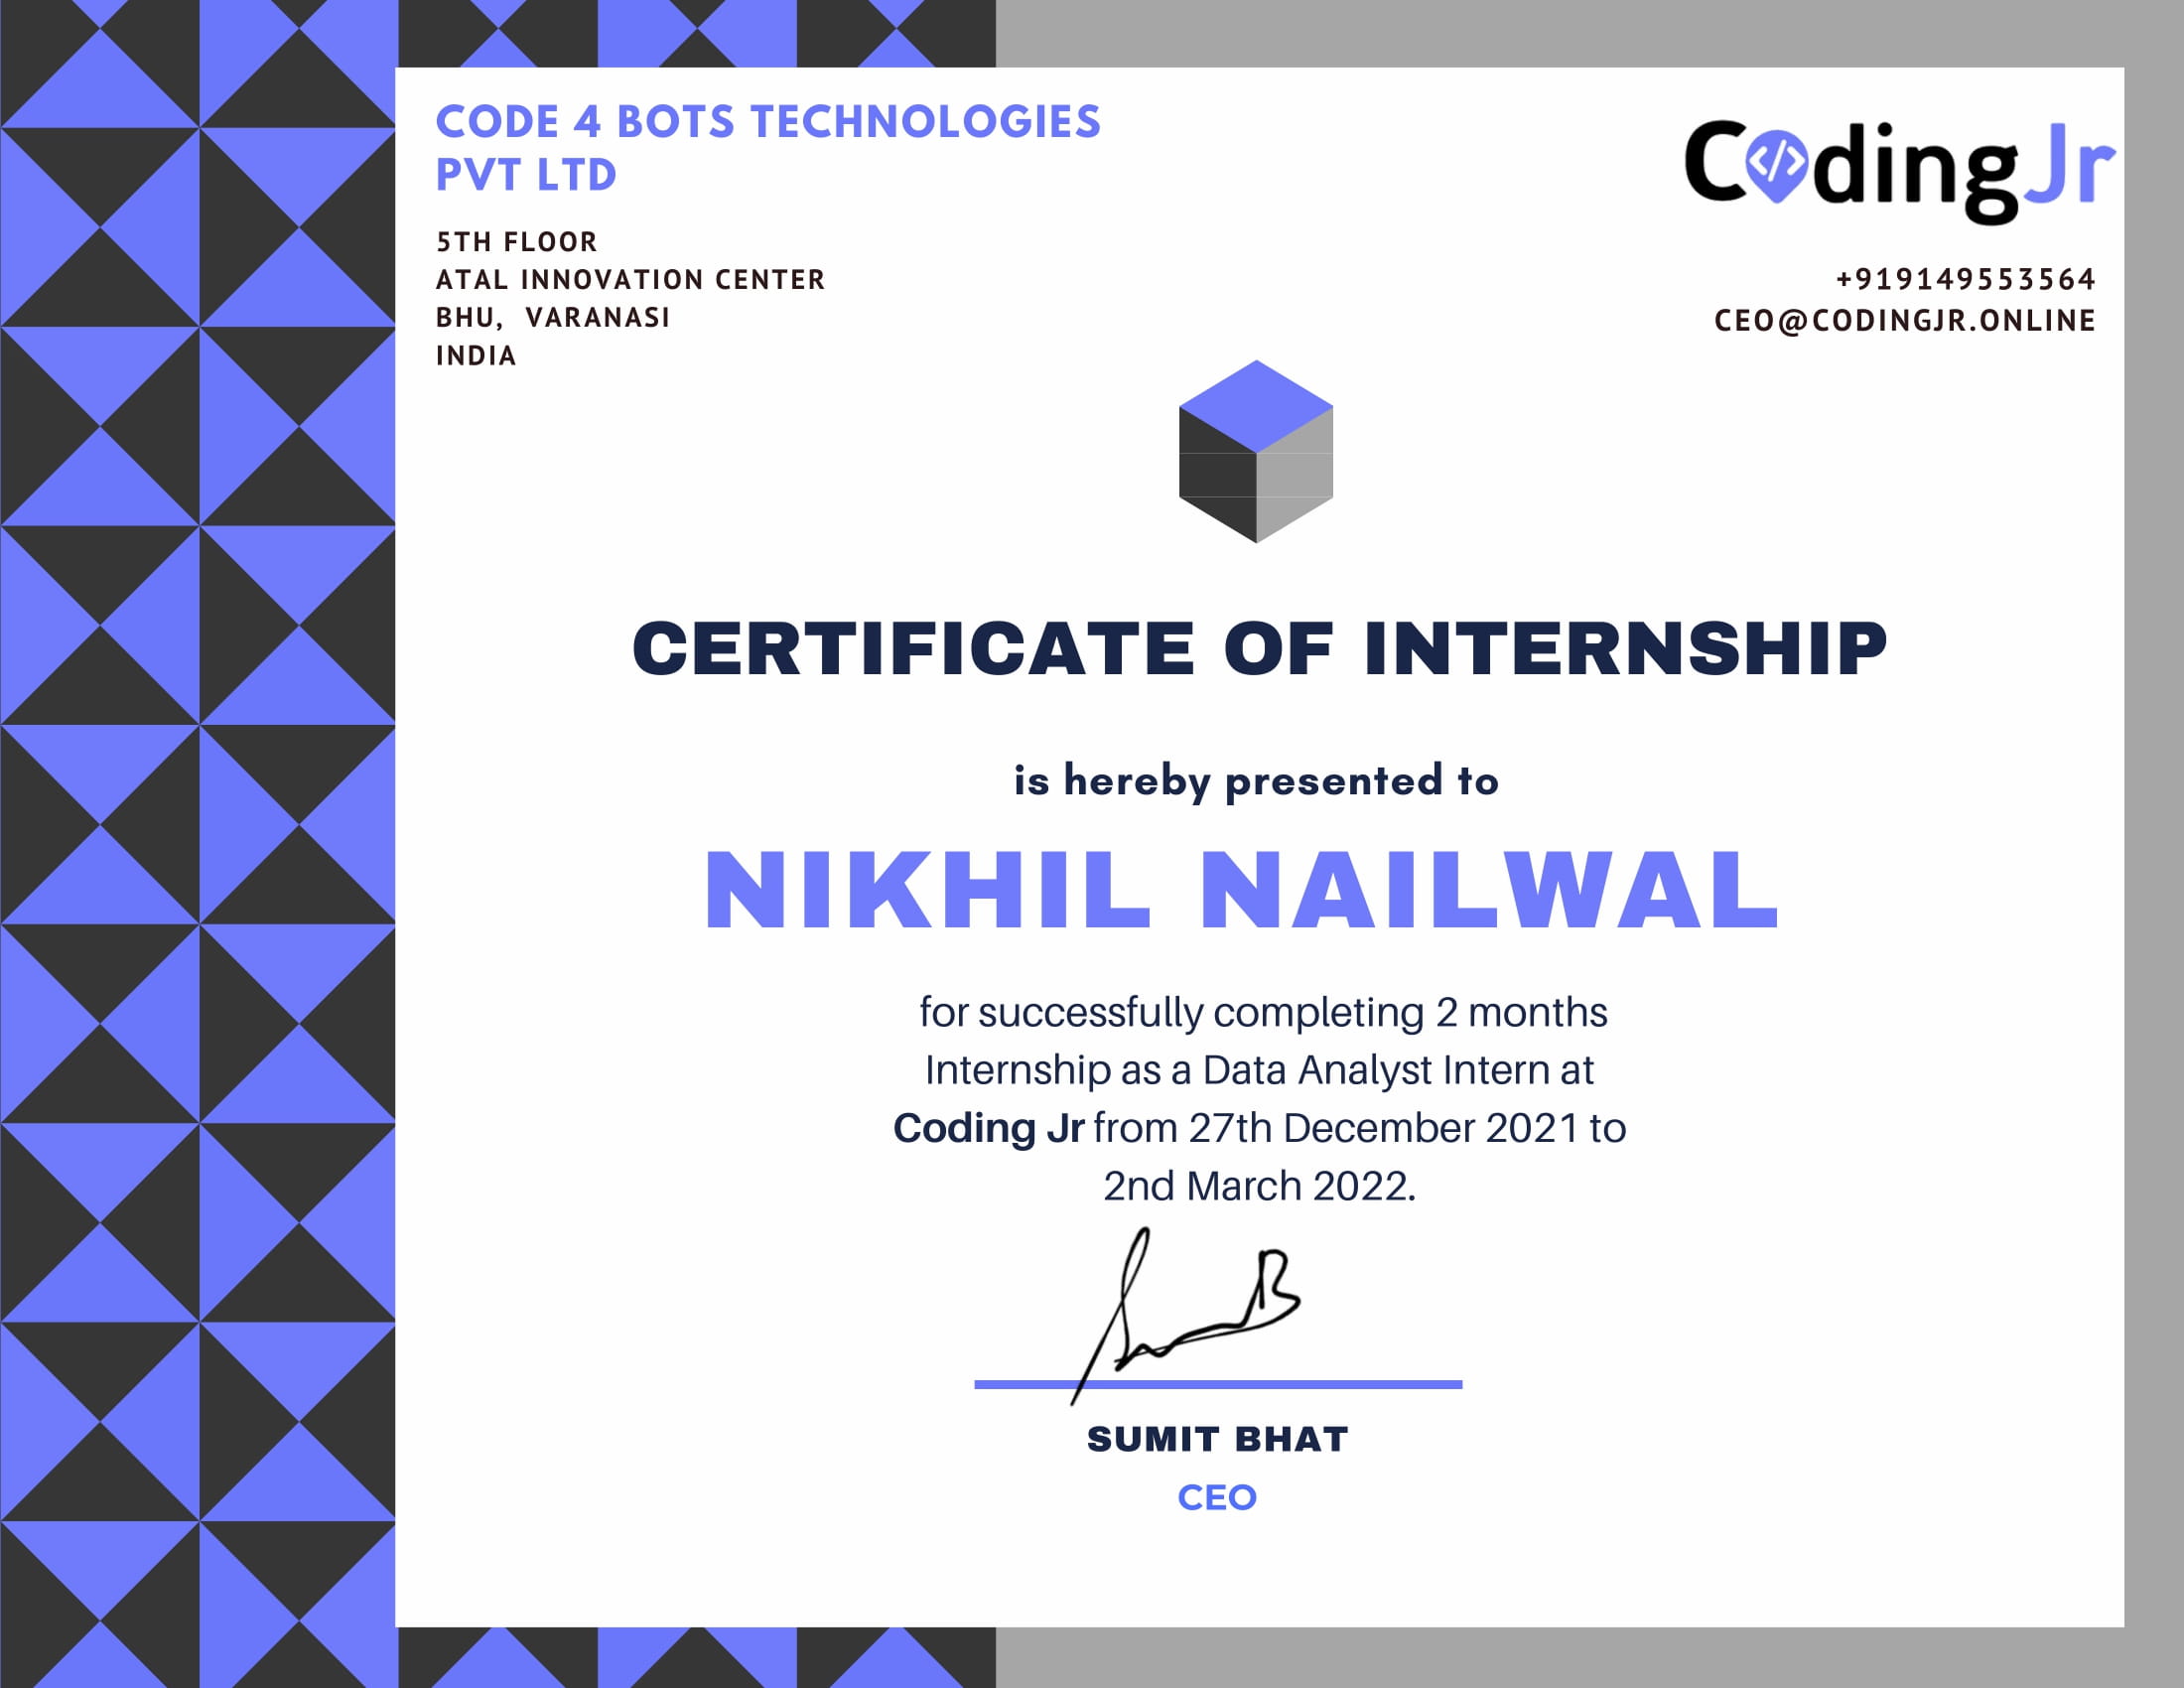 CODE 4 BOTS TECHNOLOGIES
PVT LTD
5TH FLOOR
ATAL INNOVATION CENTER
BHU,  VARANASI
INDIA
CodingJr
+919149553564
CEO@CODINGJR.ONLINE
CERTIFICATE OF INTERNSHIP
is hereby presented to
NIKHIL NAILWAL
for successfully completing 2 months
Internship as a Data Analyst Intern at
Coding Jr from 27th December 2021 to
2nd March 2022.
SUMIT BHAT
CEO